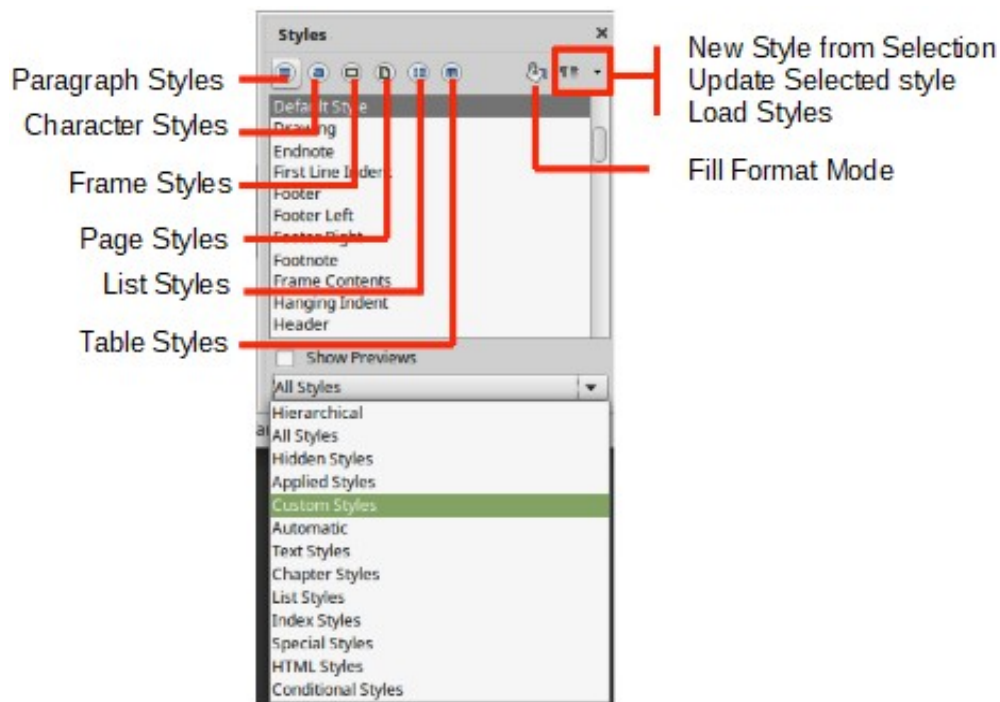 Styles
New Style from Selection
Update Selected style
Load Styles
Fill Format Mode
Paragraph Styles
Character Styles
Frame Styles
Page Styles
List Styles
Table Styles
Default Style
Drawing
Endnote
First Line Indent
Footer
Footer Left
Footer Right
Footnote
Frame Contents
Hanging Indent
Header
Show Previews
All Styles
Hierarchical
All Styles
Hidden Styles
Applied Styles
Custom Styles
Automatic
Text Styles
Chapter Styles
List Styles
Index Styles
Special Styles
HTML Styles
Conditional Styles